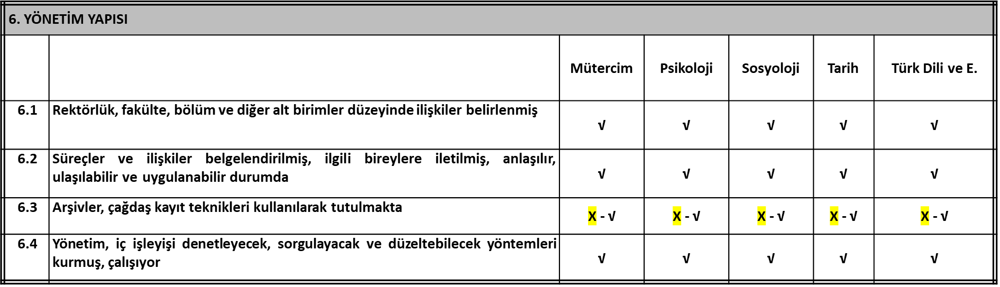 6. YÖNETİM YAPISI
Mütercim Psikoloji Sosyoloji Tarih Türk Dili ve E.
6.1 Rektörlük, fakülte, bölüm ve diğer alt birimler düzeyinde ilişkiler belirlenmiş
√ √ √ √ √
6.2 Süreçler ve ilişkiler belgelendirilmiş, ilgili bireylere iletilmiş, anlaşılır,
ulaşılabilir ve uygulanabilir durumda
√ √ √ √ √
6.3 Arşivler, çağdaş kayıt teknikleri kullanılarak tutulmakta
X - √ X - √ X - √ X - √ X - √
6.4 Yönetim, iç işleyişi denetleyecek, sorgulayacak ve düzeltebilecek yöntemleri
kurmuş, çalışıyor
√ √ √ √ √